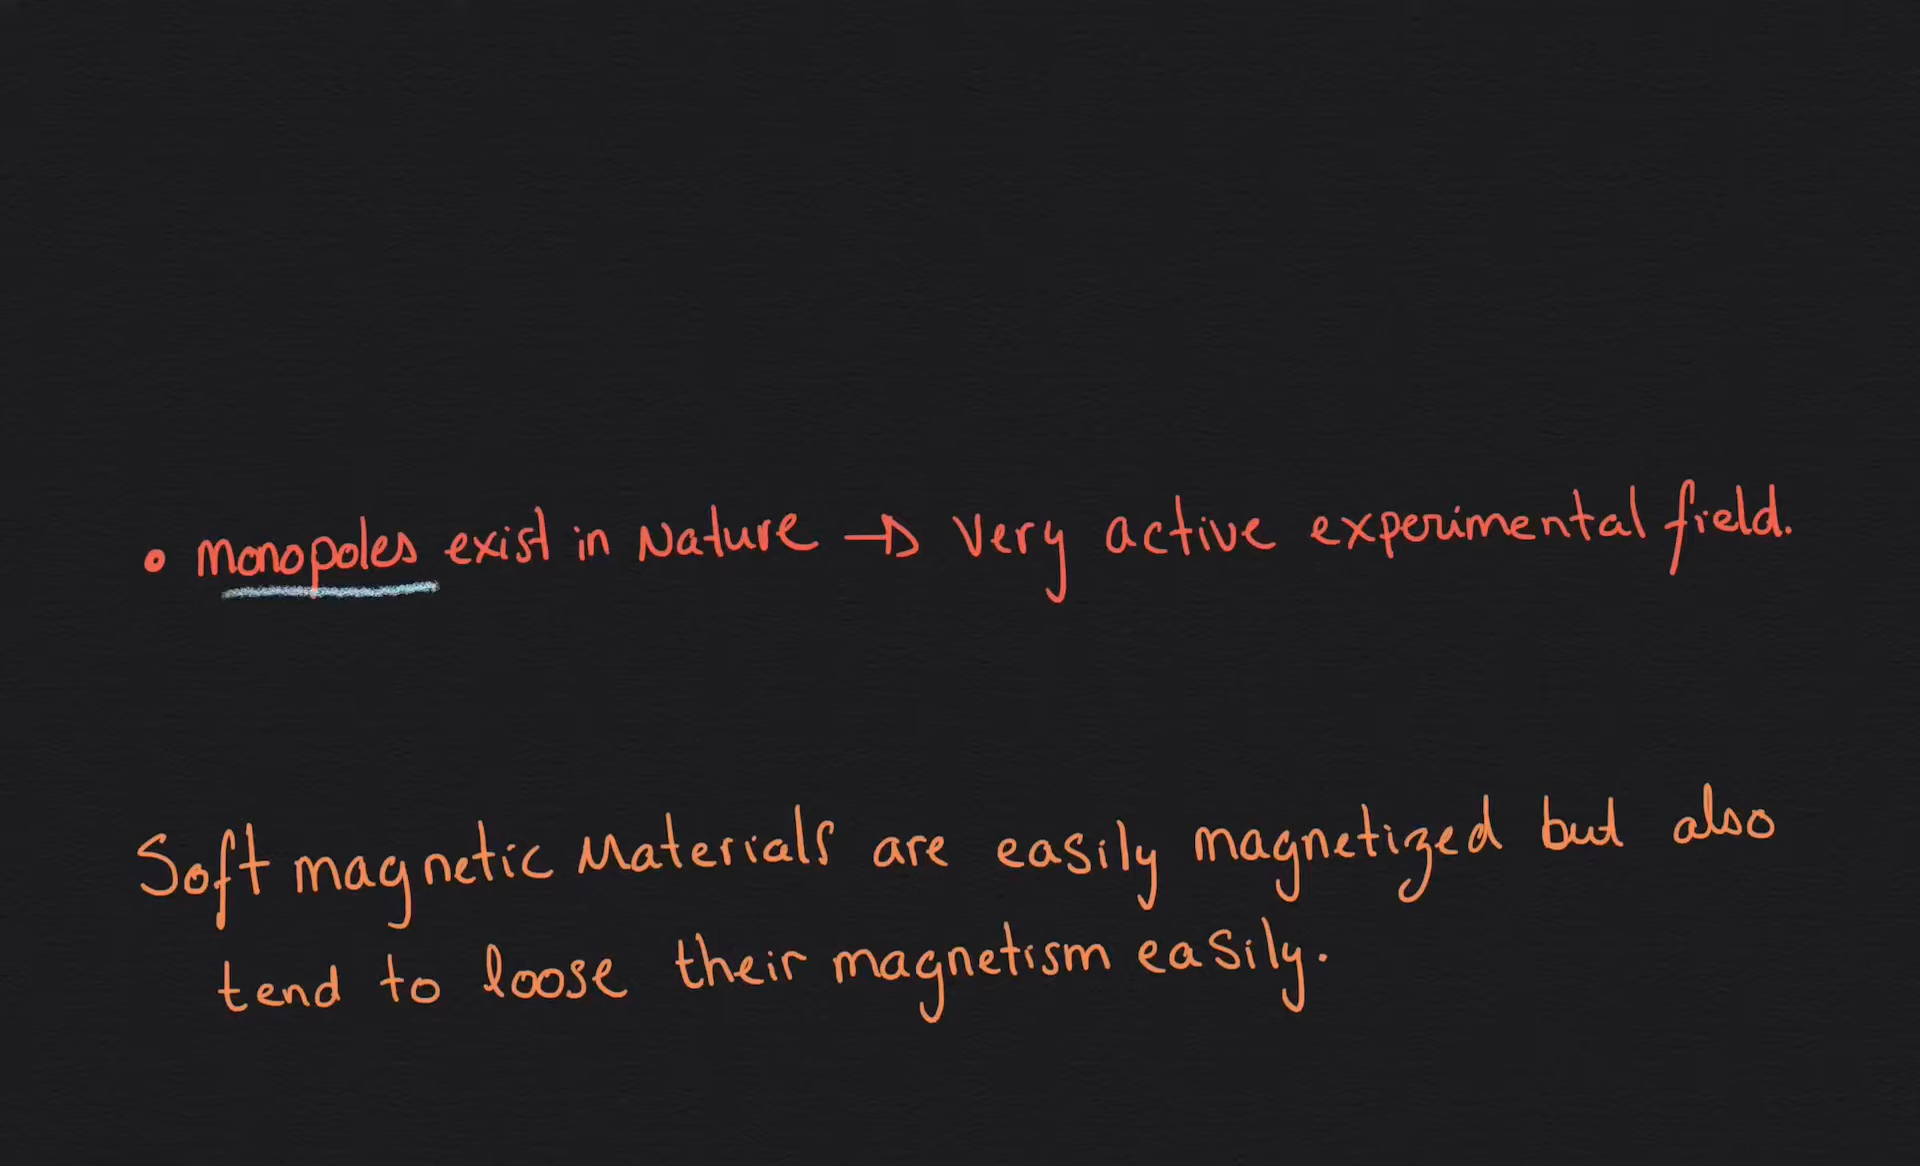 • monopoles exist in Nature → very active experimental field.
Soft magnetic Materials are easily magnetized but also
tend to loose their magnetism easily.